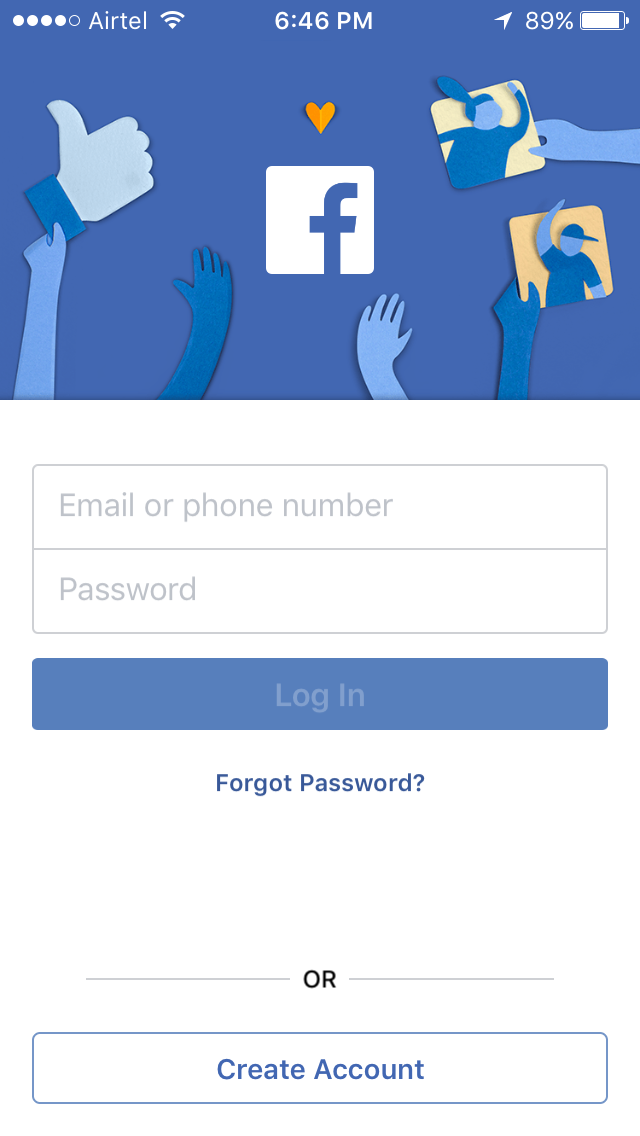 Airtel 6:46 PM 89%
f
Email or phone number
Password
Log In
Forgot Password?
OR
Create Account